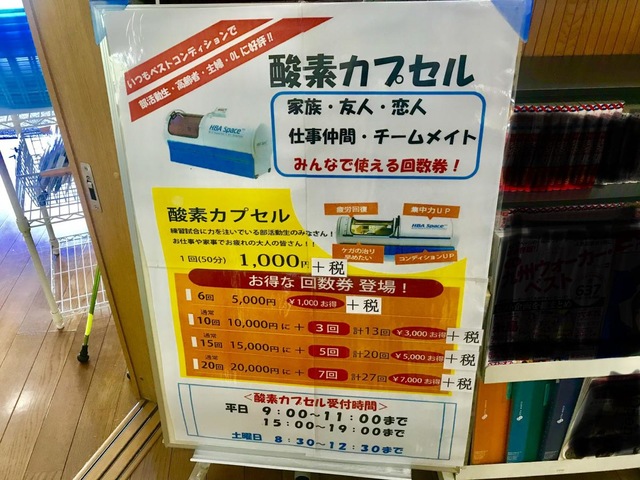 いつもベストコンディションで
部活動生・高齢者・主婦・OLに好評!!
酸素カプセル
家族・友人・恋人
仕事仲間・チームメイト
みんなで使える回数券！
HBA Space
酸素カプセル
練習試合に力を注いでいる部活動生のみなさん！
お仕事や家事でお疲れの大人の皆さん！！
1回(50分) 1,000円 +税
疲労回復
集中力UP
HBA Space
ケガの治り
早めたい
コンディションUP
お得な 回数券 登場！
6回 5,000円 ¥1,000お得 +税
通常
10回 10,000円に + 3回 計13回 ¥3,000お得 +税
通常
15回 15,000円に + 5回 計20回 ¥5,000お得 +税
通常
20回 20,000円に + 7回 計27回 ¥7,000お得 +税
<酸素カプセル受付時間>
平日 9:00～11:00まで
15:00～19:00まで
土曜日 8:30～12:30まで